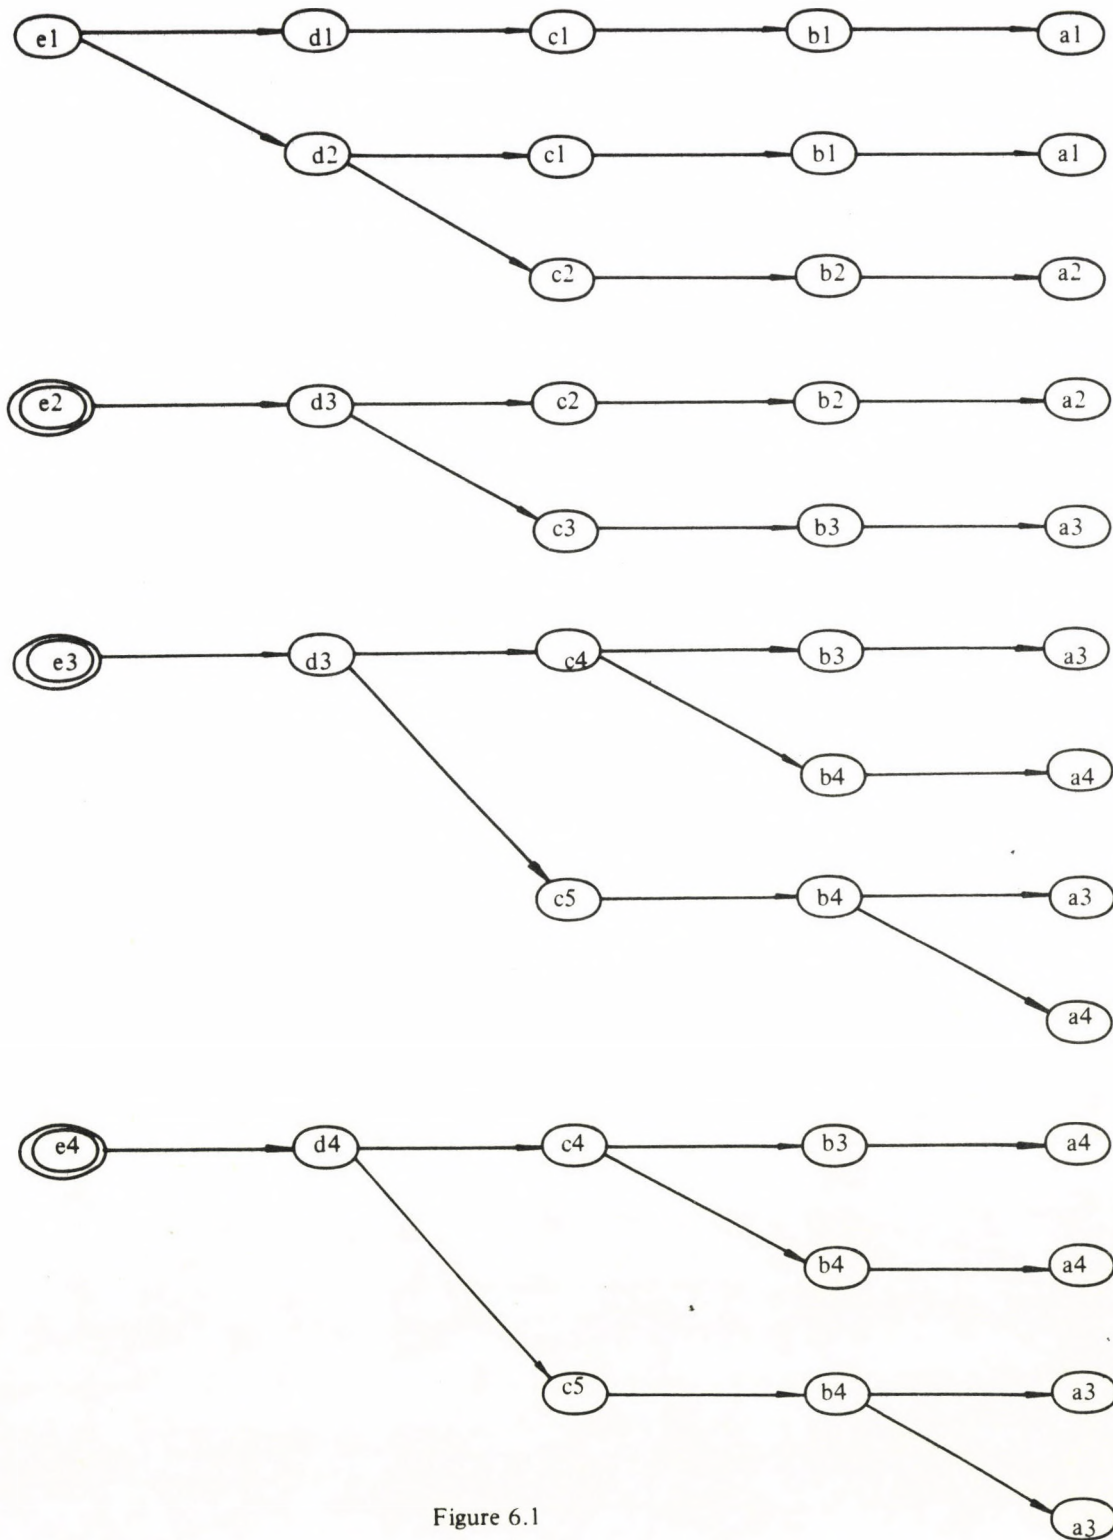 e1 d1 c1 b1 a1
d2 c1 b1 a1
c2 b2 a2
e2 d3 c2 b2 a2
c3 b3 a3
e3 d3 c4 b3 a3
b4 a4
c5 b4 a3
a4
e4 d4 c4 b3 a4
b4 a4
c5 b4 a3
a3
Figure 6.1